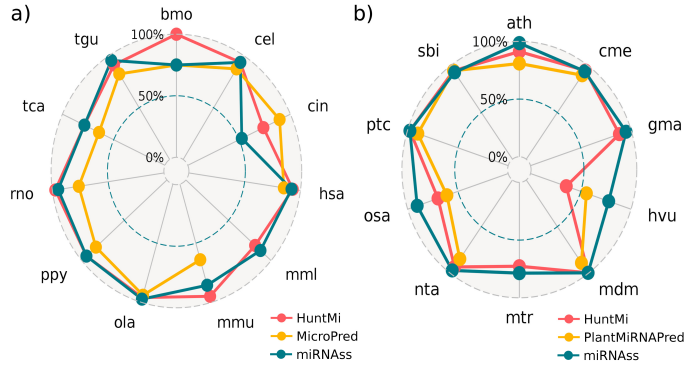 a)
bmo
100%
tgu
cel
tca
cin
50%
0%
rno
hsa
ppy
mml
ola
mmu
HuntMi
MicroPred
miRNAss
b)
ath
100%
sbi
cme
50%
ptc
gma
0%
osa
hvu
nta
mdm
mtr
HuntMi
PlantMiRNAPred
miRNAss